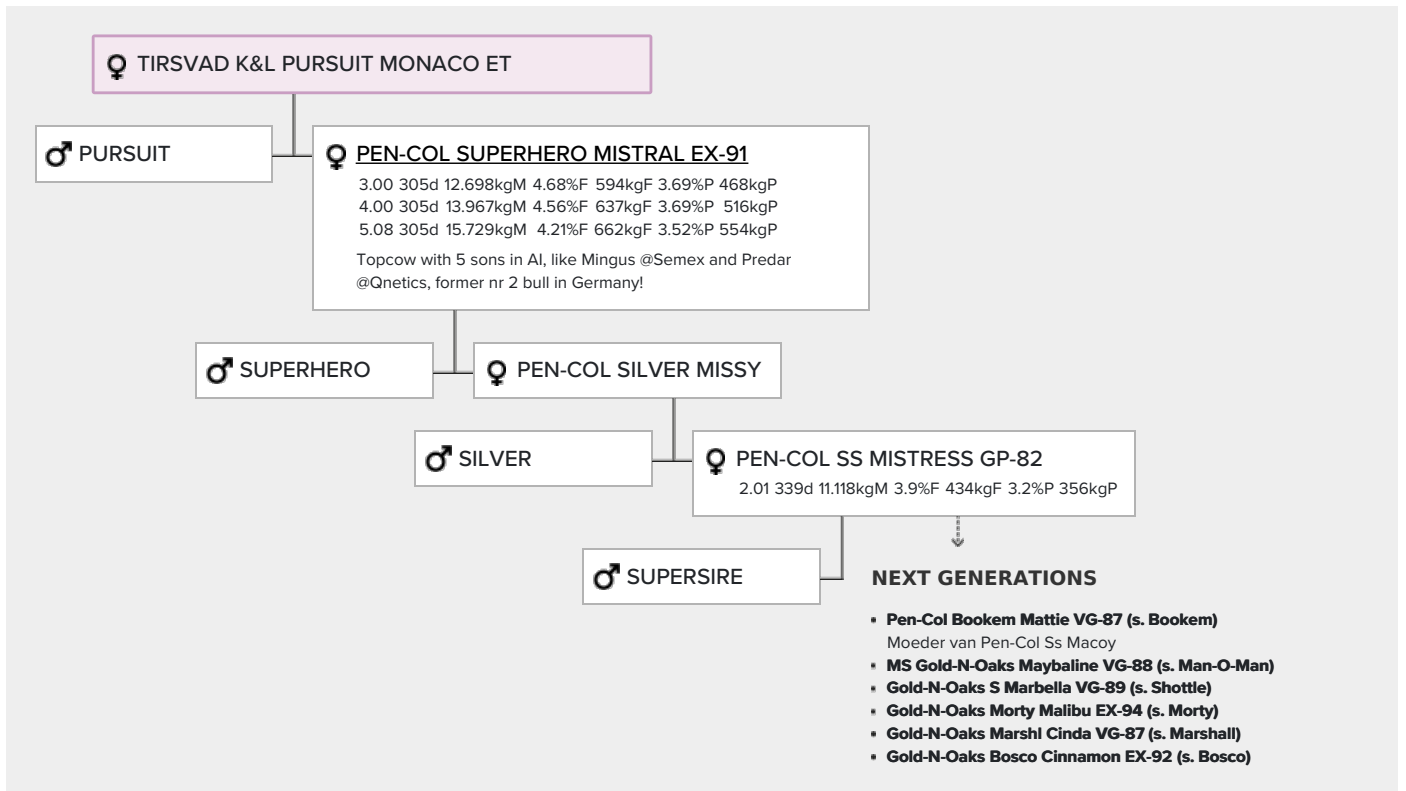 TIRSVAD K&L PURSUIT MONACO ET
PURSUIT
PEN-COL SUPERHERO MISTRAL EX-91
3.00 305d 12.698kgM 4.68%F 594kgF 3.69%P 468kgP
4.00 305d 13.967kgM 4.56%F 637kgF 3.69%P 516kgP
5.08 305d 15.729kgM 4.21%F 662kgF 3.52%P 554kgP
Topcow with 5 sons in AI, like Mingus @Semex and Predar
@Qnetics, former nr 2 bull in Germany!
SUPERHERO
PEN-COL SILVER MISSY
SILVER
PEN-COL SS MISTRESS GP-82
2.01 339d 11.118kgM 3.9%F 434kgF 3.2%P 356kgP
SUPERSIRE
NEXT GENERATIONS
Pen-Col Bookem Mattie VG-87 (s. Bookem)
Moeder van Pen-Col Ss Macoy
MS Gold-N-Oaks Maybaline VG-88 (s. Man-O-Man)
Gold-N-Oaks S Marbella VG-89 (s. Shottle)
Gold-N-Oaks Morty Malibu EX-94 (s. Morty)
Gold-N-Oaks Marshl Cinda VG-87 (s. Marshall)
Gold-N-Oaks Bosco Cinnamon EX-92 (s. Bosco)